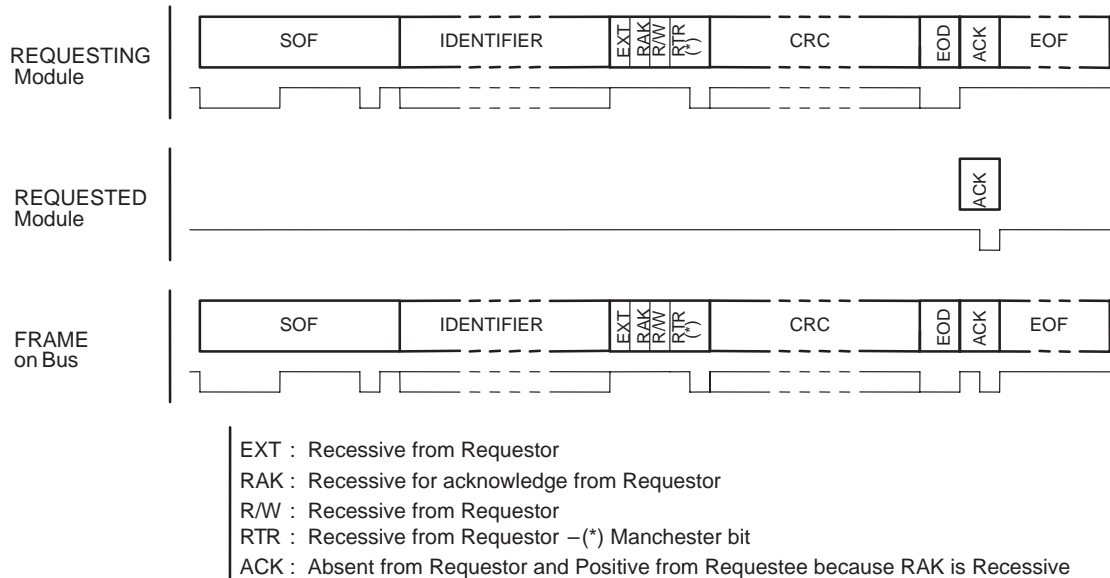 REQUESTING Module
SOF IDENTIFIER EXT RAK R/W RTR (*) CRC EOD ACK EOF
REQUESTED Module
ACK
FRAME on Bus
SOF IDENTIFIER EXT RAK R/W RTR (*) CRC EOD ACK EOF
EXT : Recessive from Requestor
RAK : Recessive for acknowledge from Requestor
R/W : Recessive from Requestor
RTR : Recessive from Requestor –(*) Manchester bit
ACK : Absent from Requestor and Positive from Requestee because RAK is Recessive